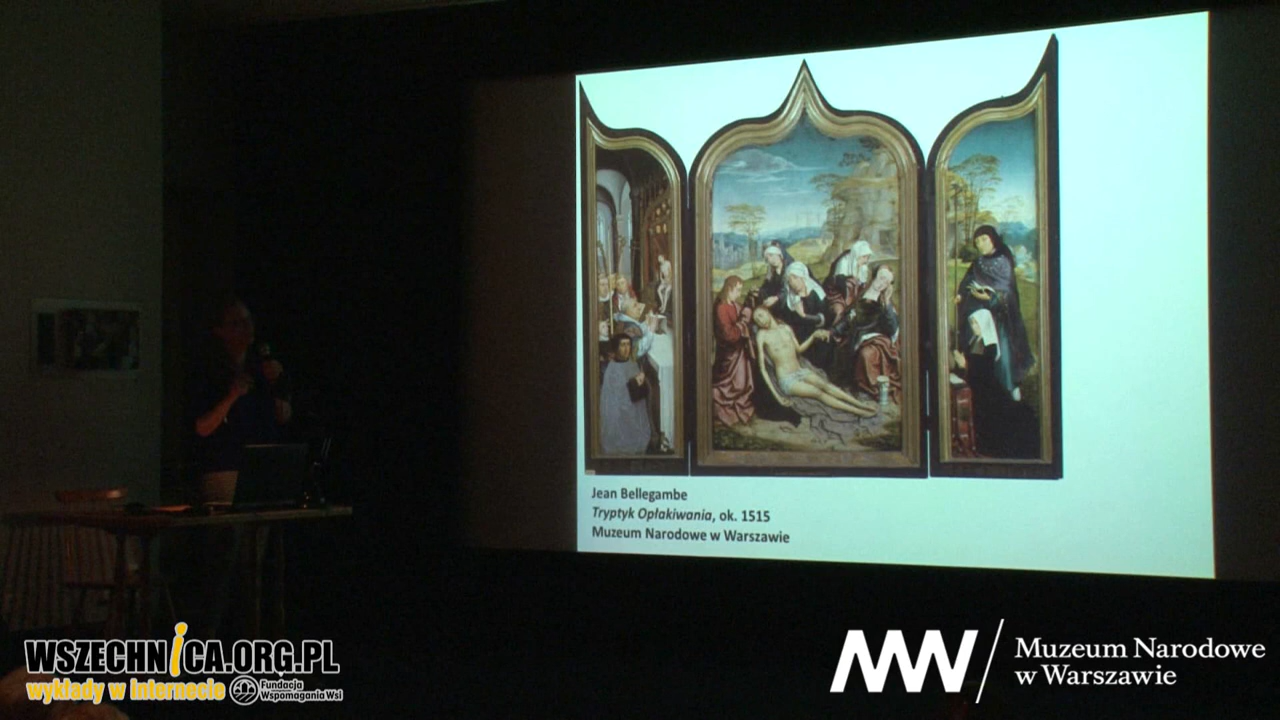 Jean Bellegambe
Tryptyk Opłakiwania, ok. 1515
Muzeum Narodowe w Warszawie
WSZECHNICA.ORG.PL
wykłady w internecie
Fundacja
Wspomagania Wsi
MNW
Muzeum Narodowe
w Warszawie